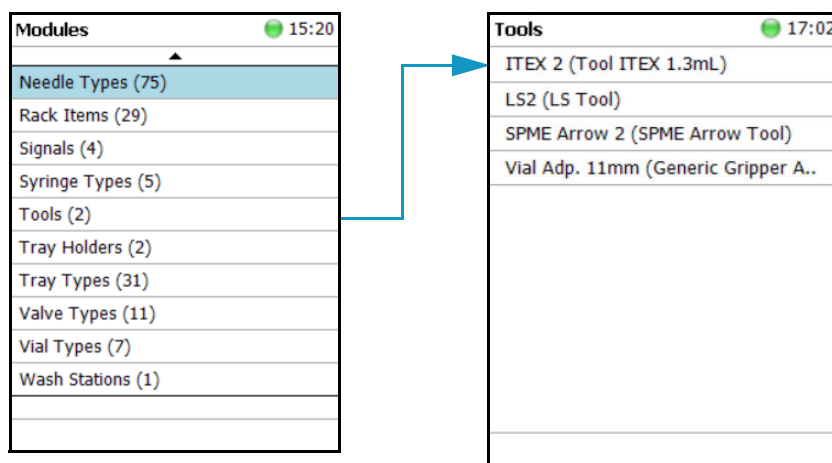 Modules 15:20
Needle Types (75)
Rack Items (29)
Signals (4)
Syringe Types (5)
Tools (2)
Tray Holders (2)
Tray Types (31)
Valve Types (11)
Vial Types (7)
Wash Stations (1)
Tools 17:02
ITEX 2 (Tool ITEX 1.3mL)
LS2 (LS Tool)
SPME Arrow 2 (SPME Arrow Tool)
Vial Adp. 11mm (Generic Gripper A..